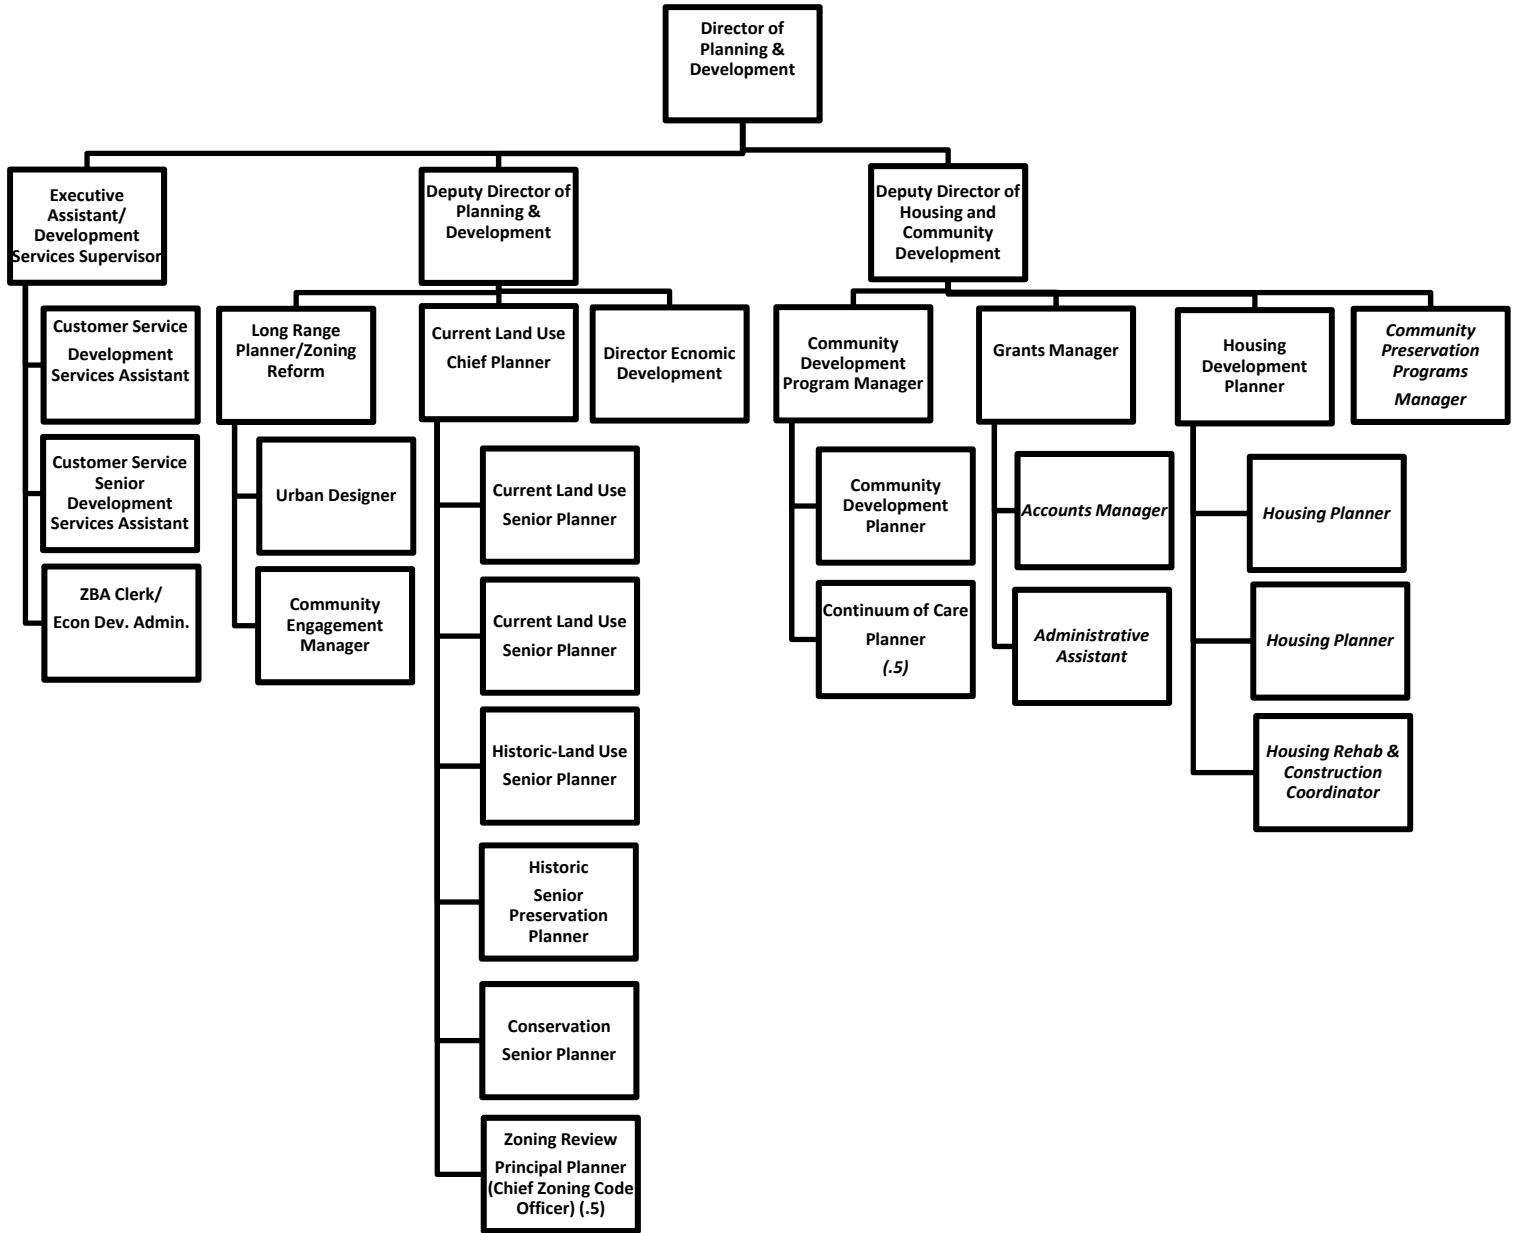 Director of
Planning &
Development
Executive
Assistant/
Development
Services Supervisor
Deputy Director of
Planning &
Development
Deputy Director of
Housing and
Community
Development
Customer Service
Development
Services Assistant
Customer Service
Senior
Development
Services Assistant
ZBA Clerk/
Econ Dev. Admin.
Long Range
Planner/Zoning
Reform
Urban Designer
Community
Engagement
Manager
Current Land Use
Chief Planner
Current Land Use
Senior Planner
Current Land Use
Senior Planner
Historic-Land Use
Senior Planner
Historic
Senior
Preservation
Planner
Conservation
Senior Planner
Zoning Review
Principal Planner
(Chief Zoning Code
Officer) (.5)
Director Ecnomic
Development
Community
Development
Program Manager
Community
Development
Planner
Continuum of Care
Planner
(.5)
Grants Manager
Accounts Manager
Administrative
Assistant
Housing
Development
Planner
Housing Planner
Housing Planner
Housing Rehab &
Construction
Coordinator
Community
Preservation
Programs
Manager